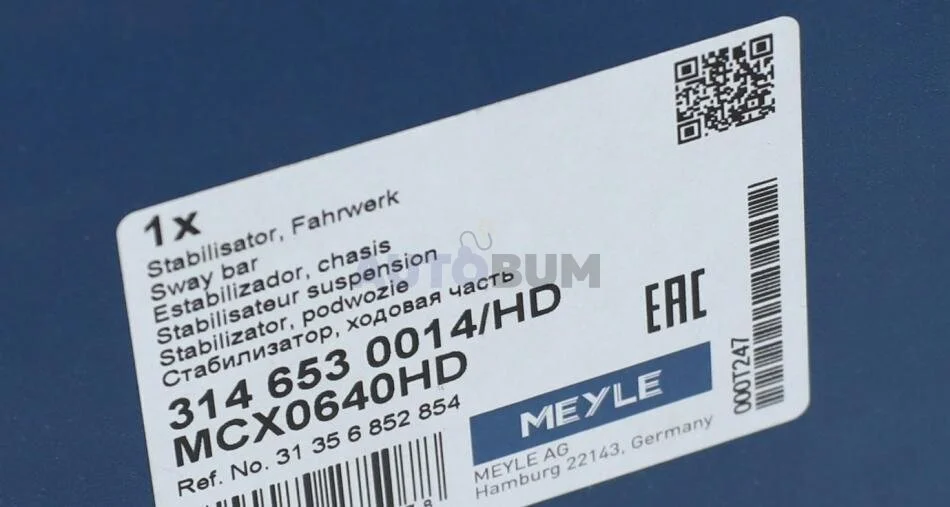 1x
Stabilisator, Fahrwerk
Sway bar
Estabilizador, chasis
Stabilisateur suspension
Stabilizator, podwozie
Стабилизатор, ходовая часть
314 653 0014/HD
MCX0640HD
Ref. No. 31 35 6 852 854
AUTOBUM
EAC
MEYLE
MEYLE AG
Hamburg 22143, Germany
000T247